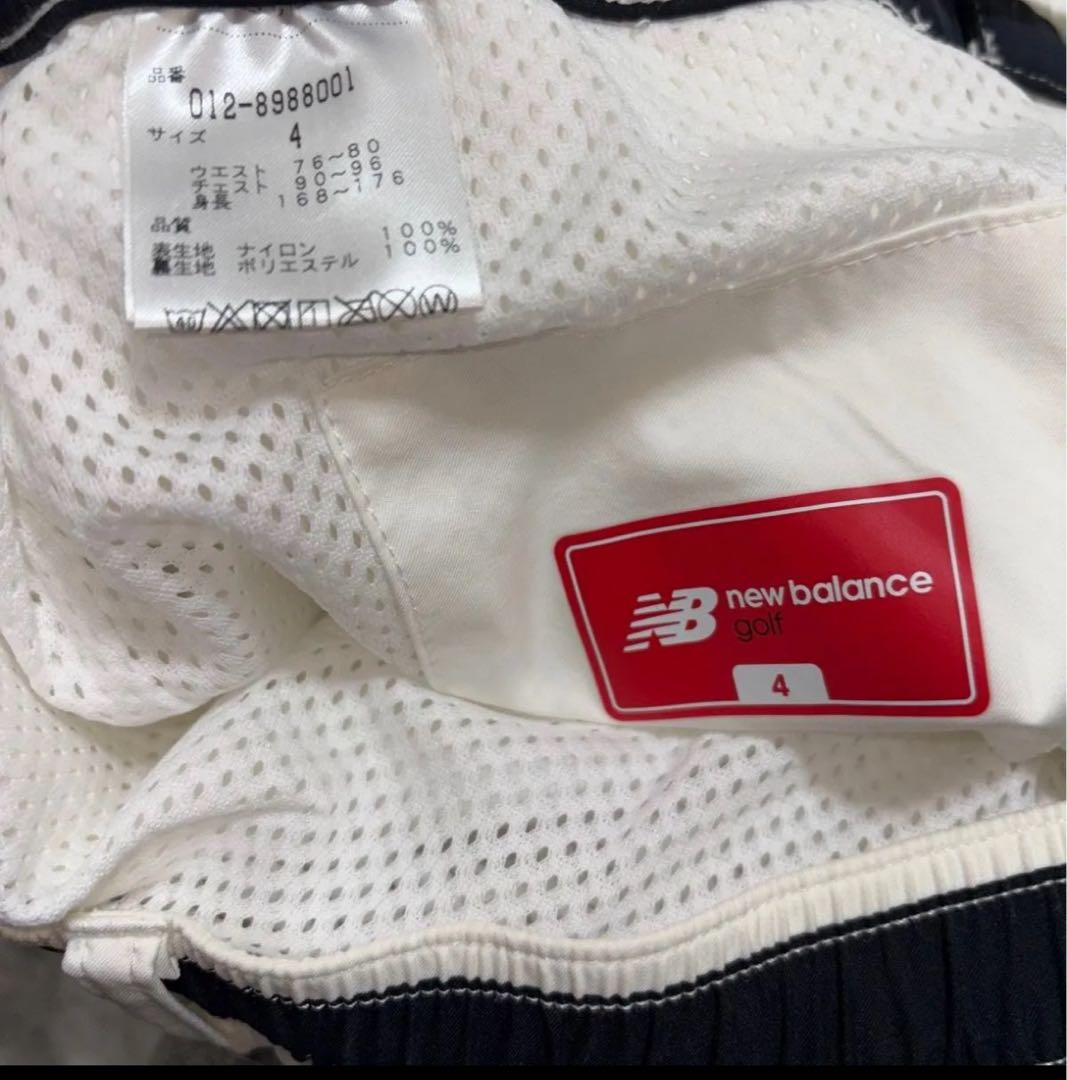 品番
012-8988001
サイズ 4
ウエスト 76～80
チェスト 90～96
身長 168～176
品質
表生地 ナイロン 100%
裏生地 ポリエステル 100%
40 W
NB new balance
golf
4